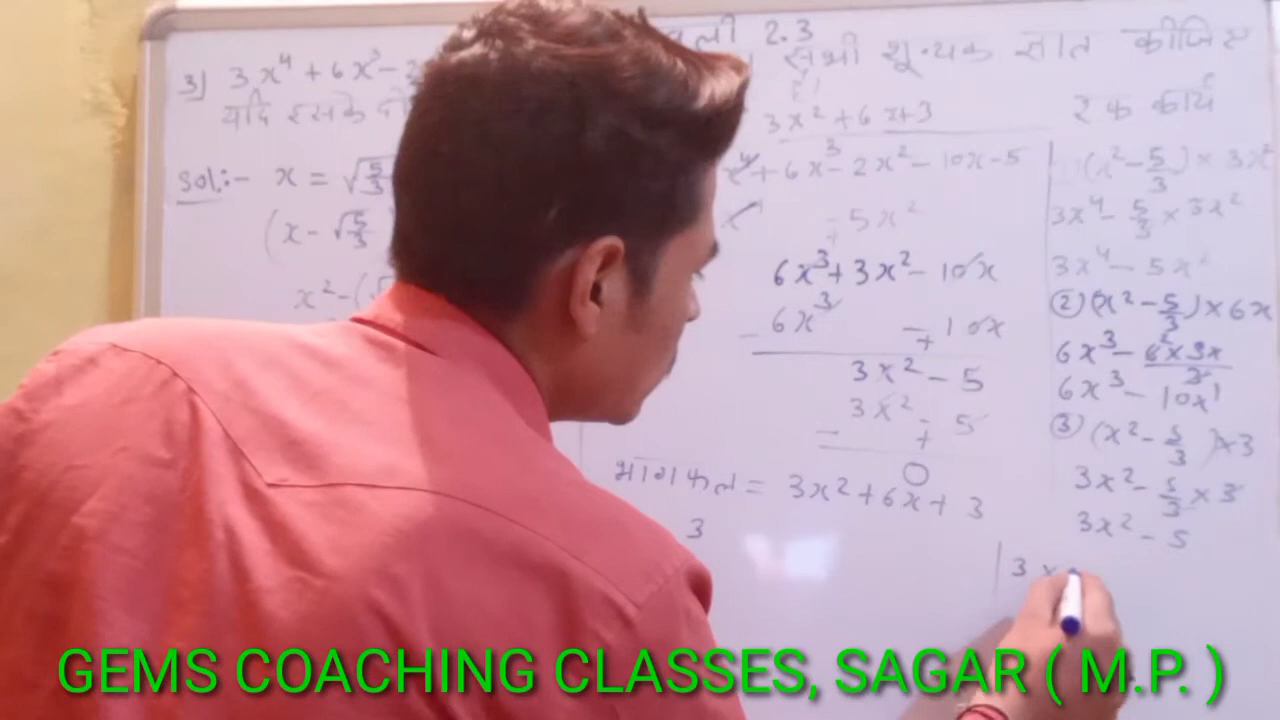 2.3
3) 3x⁴ + 6x³ -
सभी शून्यक ज्ञात कीजिए
यदि इसके
Sol:- x = √5/3
(x - √5/3
x² - (
3x² + 6x + 3
x⁴ + 6x³ - 2x² - 10x - 5
- 5x²
+
6x³ + 3x² - 10x
6x³ - 10x
- +
3x² - 5
3x² - 5
- +
0
भागफल = 3x² + 6x + 3
3
रफ कार्य
(x² - 5/3) × 3x²
3x⁴ - 5/3 × 3x²
3x⁴ - 5x²
② (x² - 5/3) × 6x
6x³ - 6² × 3x / 3
6x³ - 10x
③ (x² - 5/3) × 3
3x² - 5/3 × 3
3x² - 5
3 ×
GEMS COACHING CLASSES, SAGAR ( M.P. )